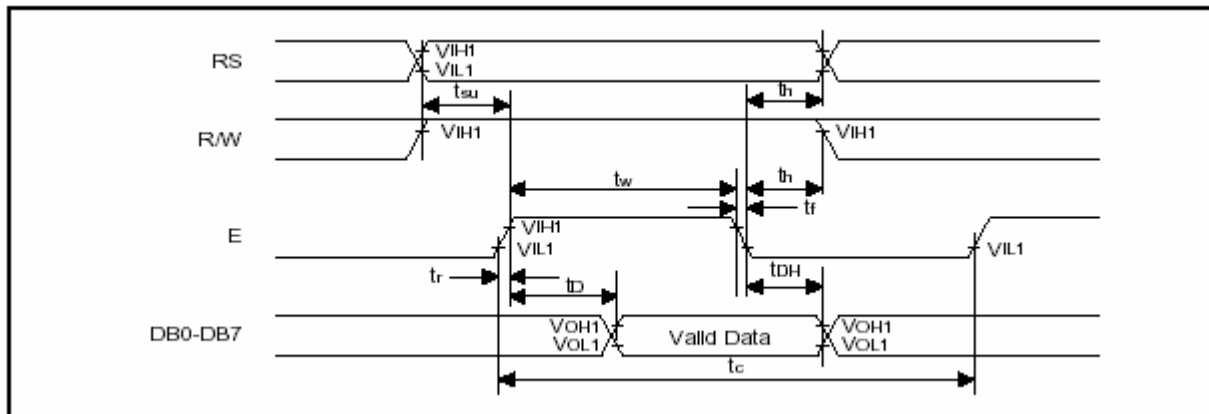 RS
VIH1
VIL1
tsu
th
R/W
VIH1
VIH1
tw
th
tf
E
VIH1
VIL1
VIL1
tr
tD
tDH
DB0-DB7
VOH1
VOL1
Valid Data
VOH1
VOL1
tc